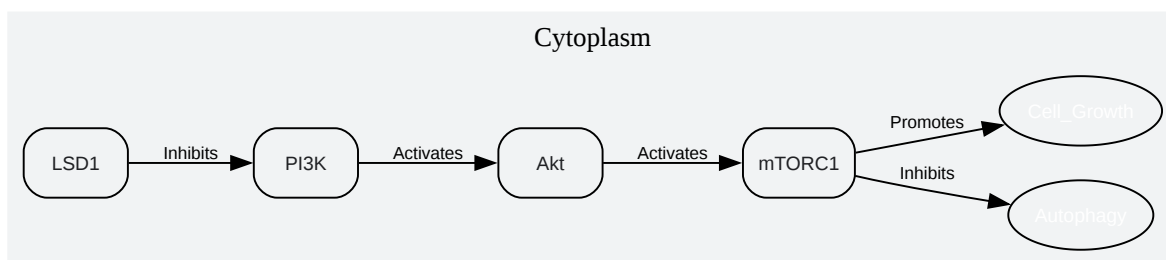 Cytoplasm
LSD1
Inhibits
PI3K
Activates
Akt
Activates
mTORC1
Promotes
Cell_Growth
Inhibits
Autophagy